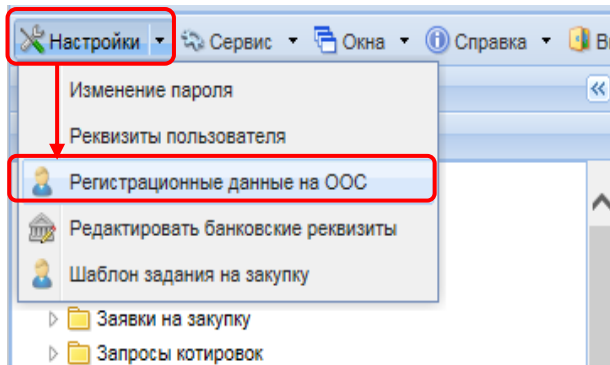 Настройки Сервис Окна Справка
Изменение пароля
Реквизиты пользователя
Регистрационные данные на ООС
Редактировать банковские реквизиты
Шаблон задания на закупку
Заявки на закупку
Запросы котировок